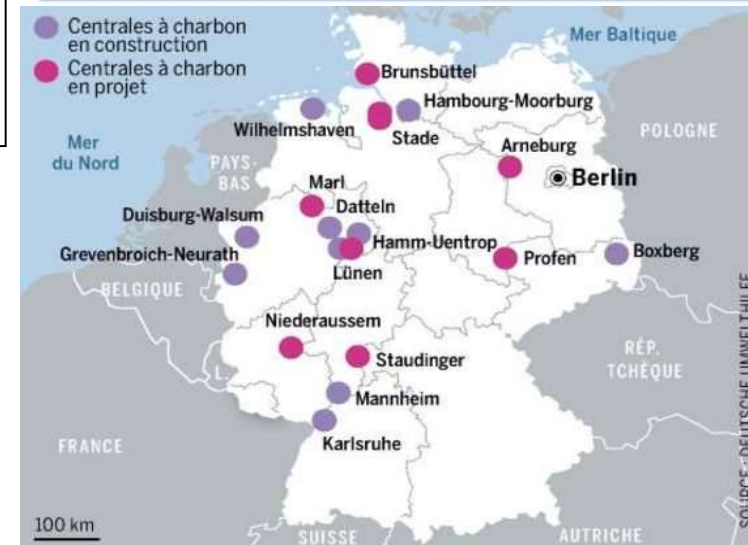 Centrales à charbon
en construction
Centrales à charbon
en projet
Mer Baltique
Brunsbüttel
Hambourg-Moorburg
Wilhelmshaven
Stade
POLOGNE
Mer
du Nord
Arneburg
PAYS-
BAS
Berlin
Marl
Datteln
Duisburg-Walsum
Hamm-Uentrop
Profen
Boxberg
Grevenbroich-Neurath
Lünen
BELGIQUE
Niederaussem
Staudinger
RÉP.
TCHÈQUE
L.
Mannheim
FRANCE
Karlsruhe
100 km
SUISSE
AUTRICHE
SOURCE : DEUTSCHE UMWELTHILFE